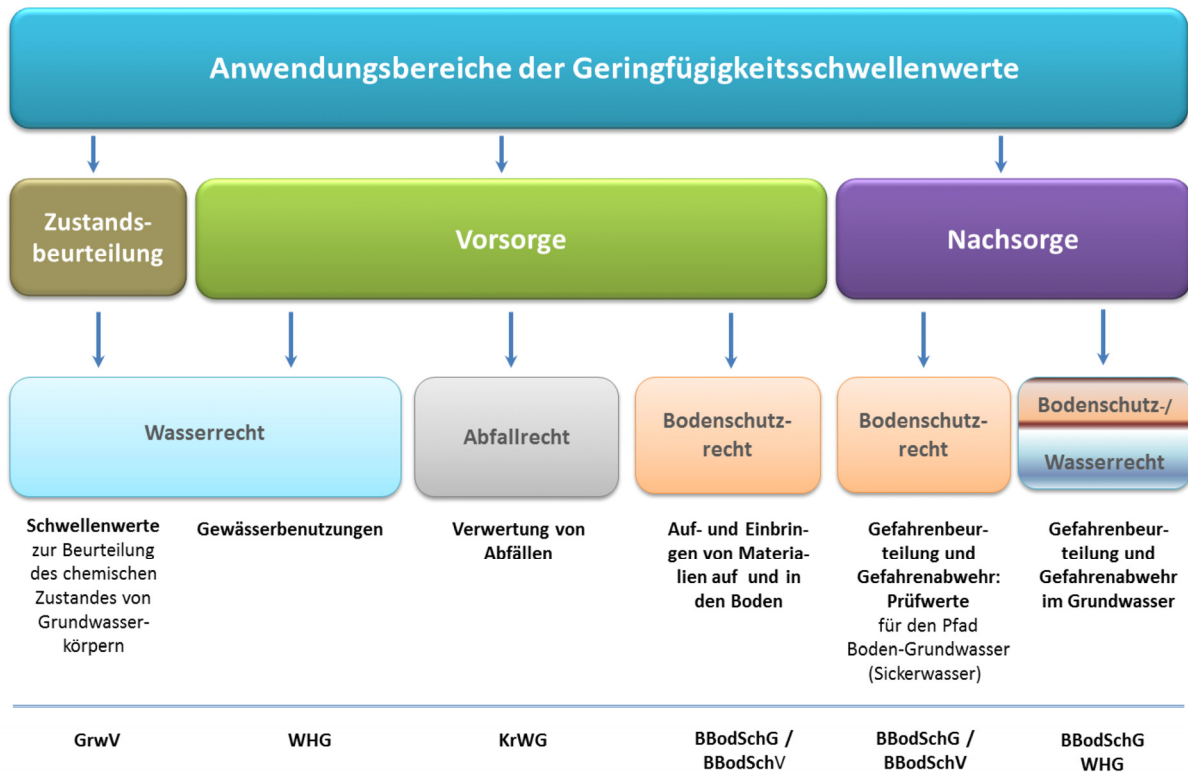 Anwendungsbereiche der Geringfügigkeitsschwellenwerte
Zustands-
beurteilung
Vorsorge
Nachsorge
Wasserrecht
Abfallrecht
Bodenschutz-
recht
Bodenschutz-
recht
Bodenschutz-/
Wasserrecht
Schwellenwerte
zur Beurteilung
des chemischen
Zustandes von
Grundwasser-
körpern
Gewässerbenutzungen
Verwertung von
Abfällen
Auf- und Einbrin-
gen von Materia-
lien auf und in
den Boden
Gefahrenbeur-
teilung und
Gefahrenabwehr:
Prüfwerte
für den Pfad
Boden-Grundwasser
(Sickerwasser)
Gefahrenbeur-
teilung und
Gefahrenabwehr
im Grundwasser
GrwV
WHG
KrWG
BBodSchG /
BBodSchV
BBodSchG /
BBodSchV
BBodSchG
WHG